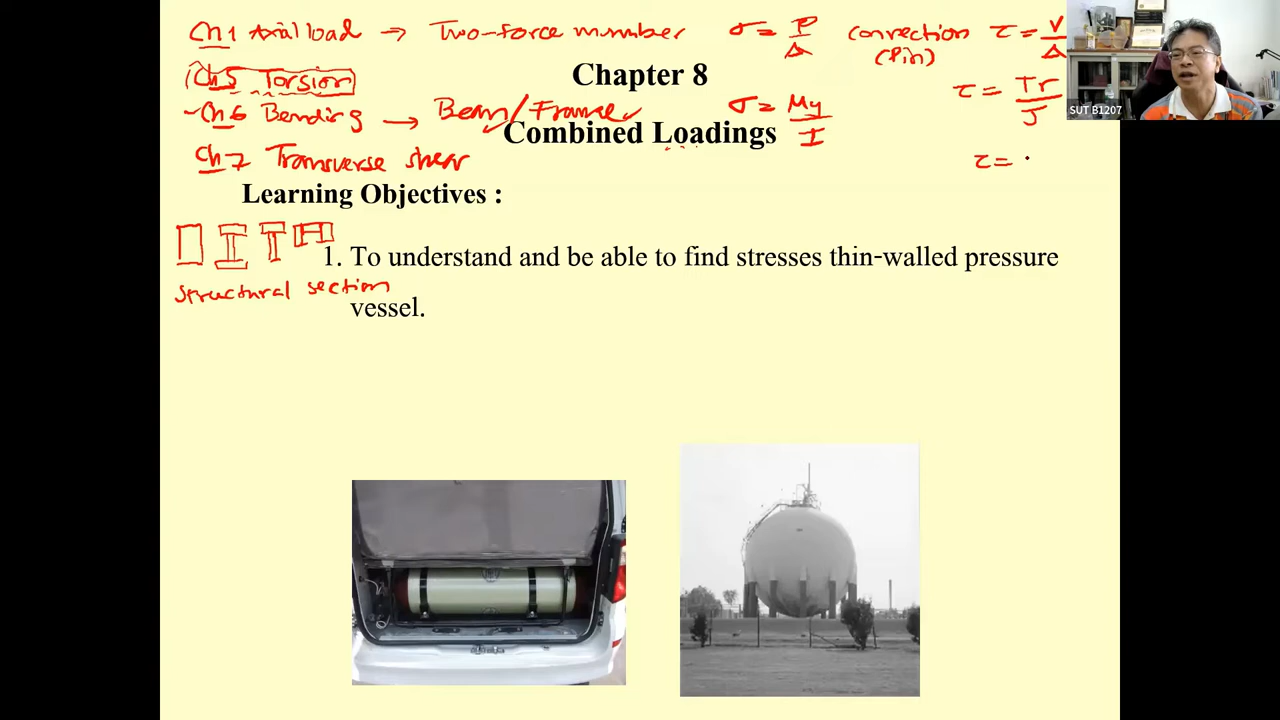 Ch1 Axial load → Two-force member σ = P/A connection (Pin) τ = V/A
Chapter 8
Ch5 Torsion τ = Tr/J
Ch6 Bending → Beam/Frame σ = My/I
Combined Loadings
Ch7 Transverse shear τ =
Learning Objectives :
1. To understand and be able to find stresses thin-walled pressure
vessel.
structural section
SUT B1207